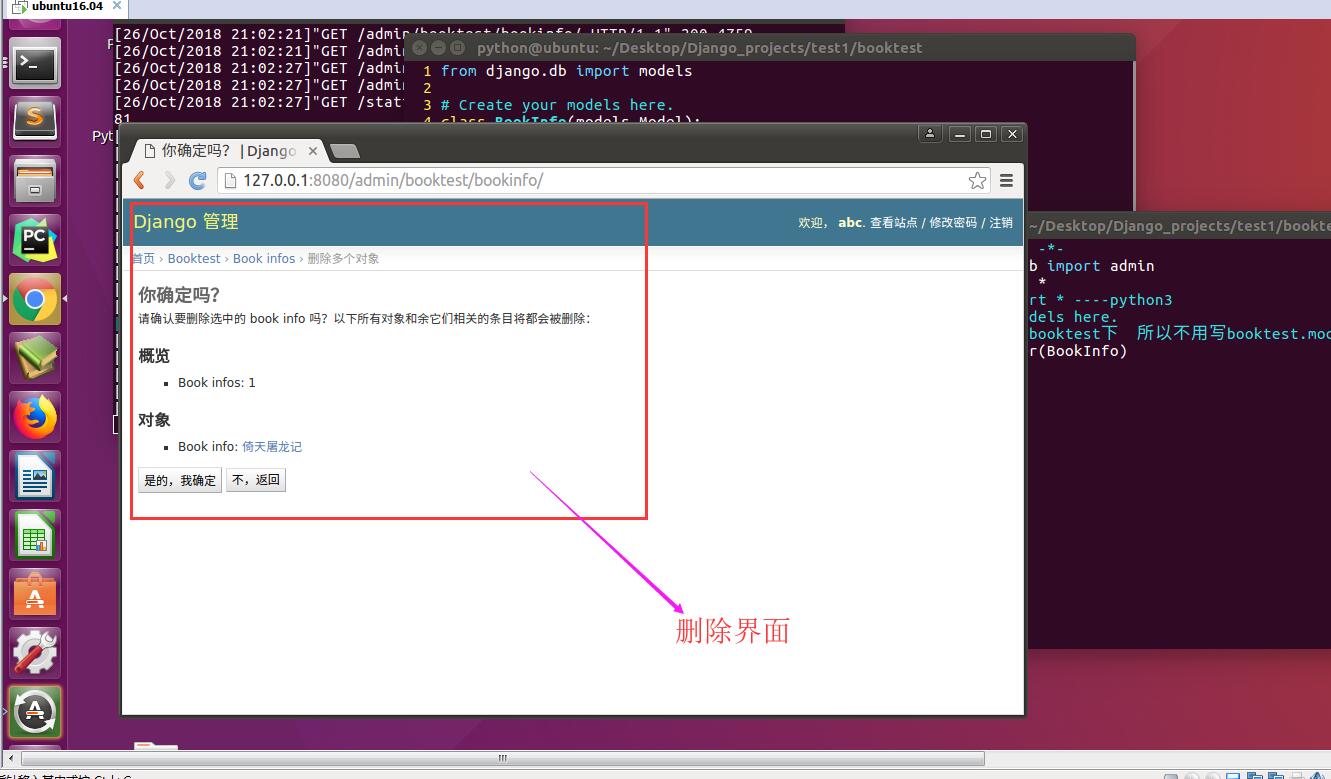 ubuntu16.04
[26/Oct/2018 21:02:21]"GET /admin/booktest/bookinfo/ HTTP/1.1" 200 4759
[26/Oct/2018 21:02:21]"GET /admi
[26/Oct/2018 21:02:27]"GET /admi
[26/Oct/2018 21:02:27]"GET /admi
[26/Oct/2018 21:02:27]"GET /stat
81
Pyt
python@ubuntu: ~/Desktop/Django_projects/test1/booktest
1 from django.db import models
2
3 # Create your models here.
4 class BookInfo(models.Model):
你确定吗？ | Django
127.0.0.1:8080/admin/booktest/bookinfo/
Django 管理
欢迎， abc. 查看站点 / 修改密码 / 注销
首页 › Booktest › Book infos › 删除多个对象
你确定吗？
请确认要删除选中的 book info 吗？以下所有对象和余它们相关的条目将都会被删除：
概览
Book infos: 1
对象
Book info: 倚天屠龙记
是的，我确定
不，返回
删除界面
~/Desktop/Django_projects/test1/bookte
-*-
b import admin
*
rt * ----python3
dels here.
booktest下 所以不用写booktest.mod
r(BookInfo)